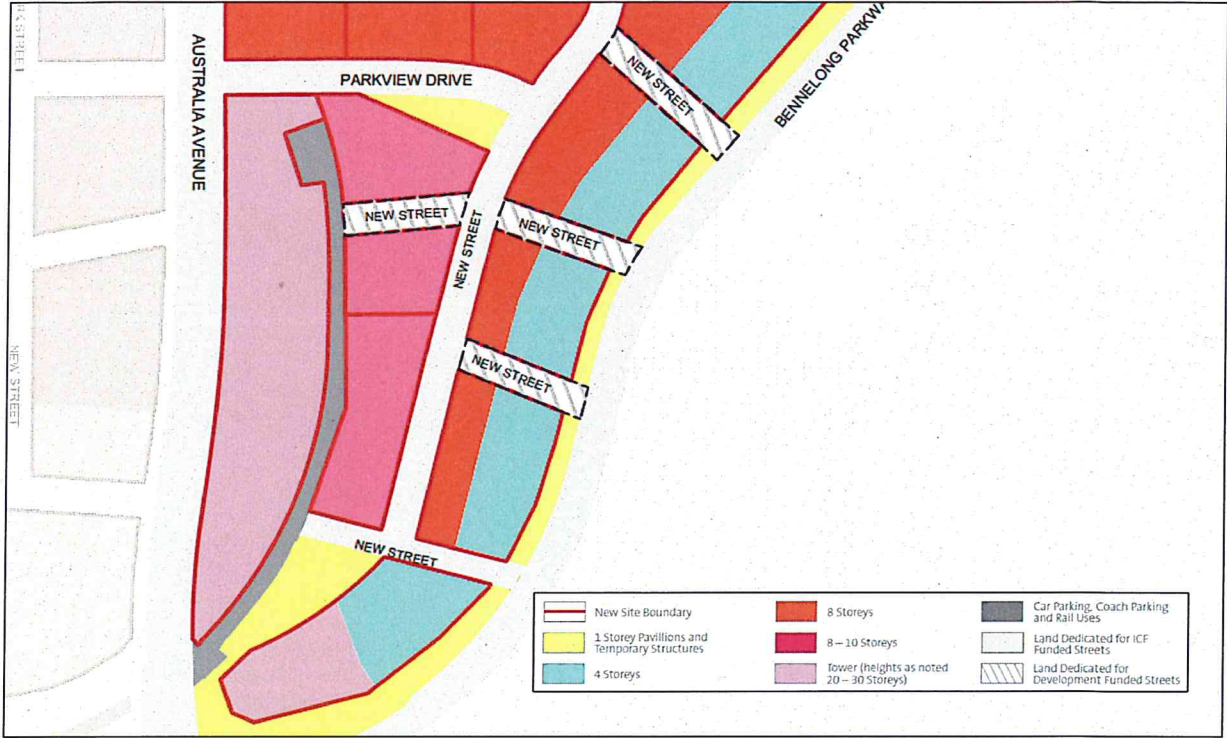 RK STREET
AUSTRALIA AVENUE
PARKVIEW DRIVE
NEW STREET
BENNELONG PARKWA
NEW STREET
NEW STREET
NEW STREET
NEW STREET
NEW STREET
NEW STREET
New Site Boundary
1 Storey Pavillions and
Temporary Structures
4 Storeys
8 Storeys
8 – 10 Storeys
Tower (heights as noted
20 – 30 Storeys)
Car Parking, Coach Parking
and Rail Uses
Land Dedicated for ICF
Funded Streets
Land Dedicated for
Development Funded Streets